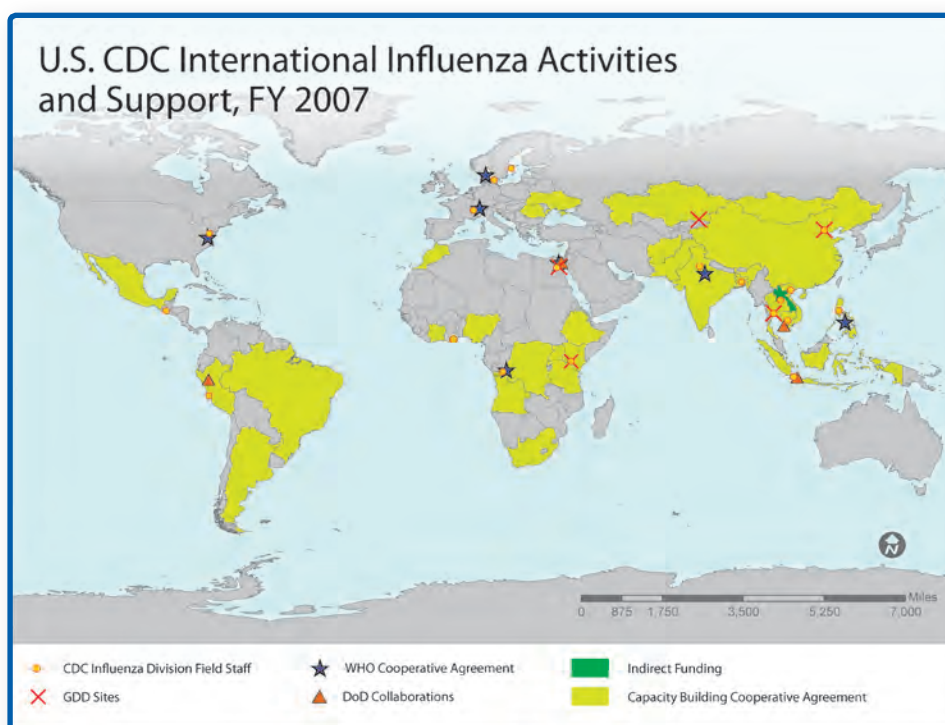 U.S. CDC International Influenza Activities
and Support, FY 2007
Miles
0 875 1,750 3,500 5,250 7,000
CDC Influenza Division Field Staff
WHO Cooperative Agreement
Indirect Funding
GDD Sites
DoD Collaborations
Capacity Building Cooperative Agreement